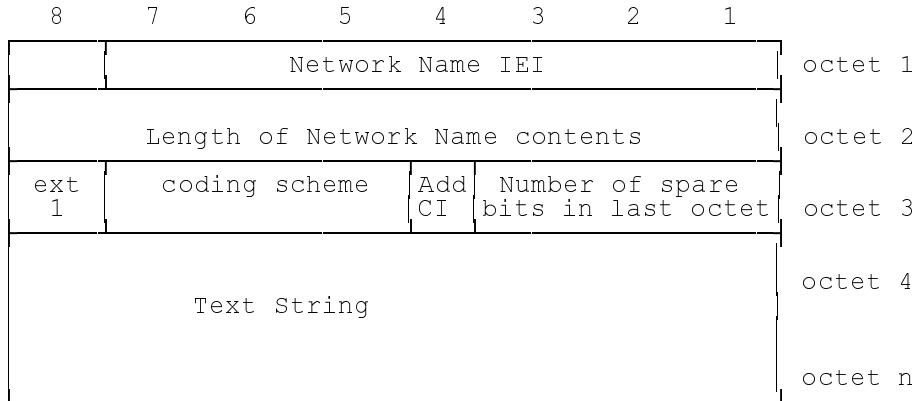 8 7 6 5 4 3 2 1
Network Name IEI octet 1
Length of Network Name contents octet 2
ext coding scheme Add Number of spare
1 CI bits in last octet octet 3
octet 4
Text String
octet n